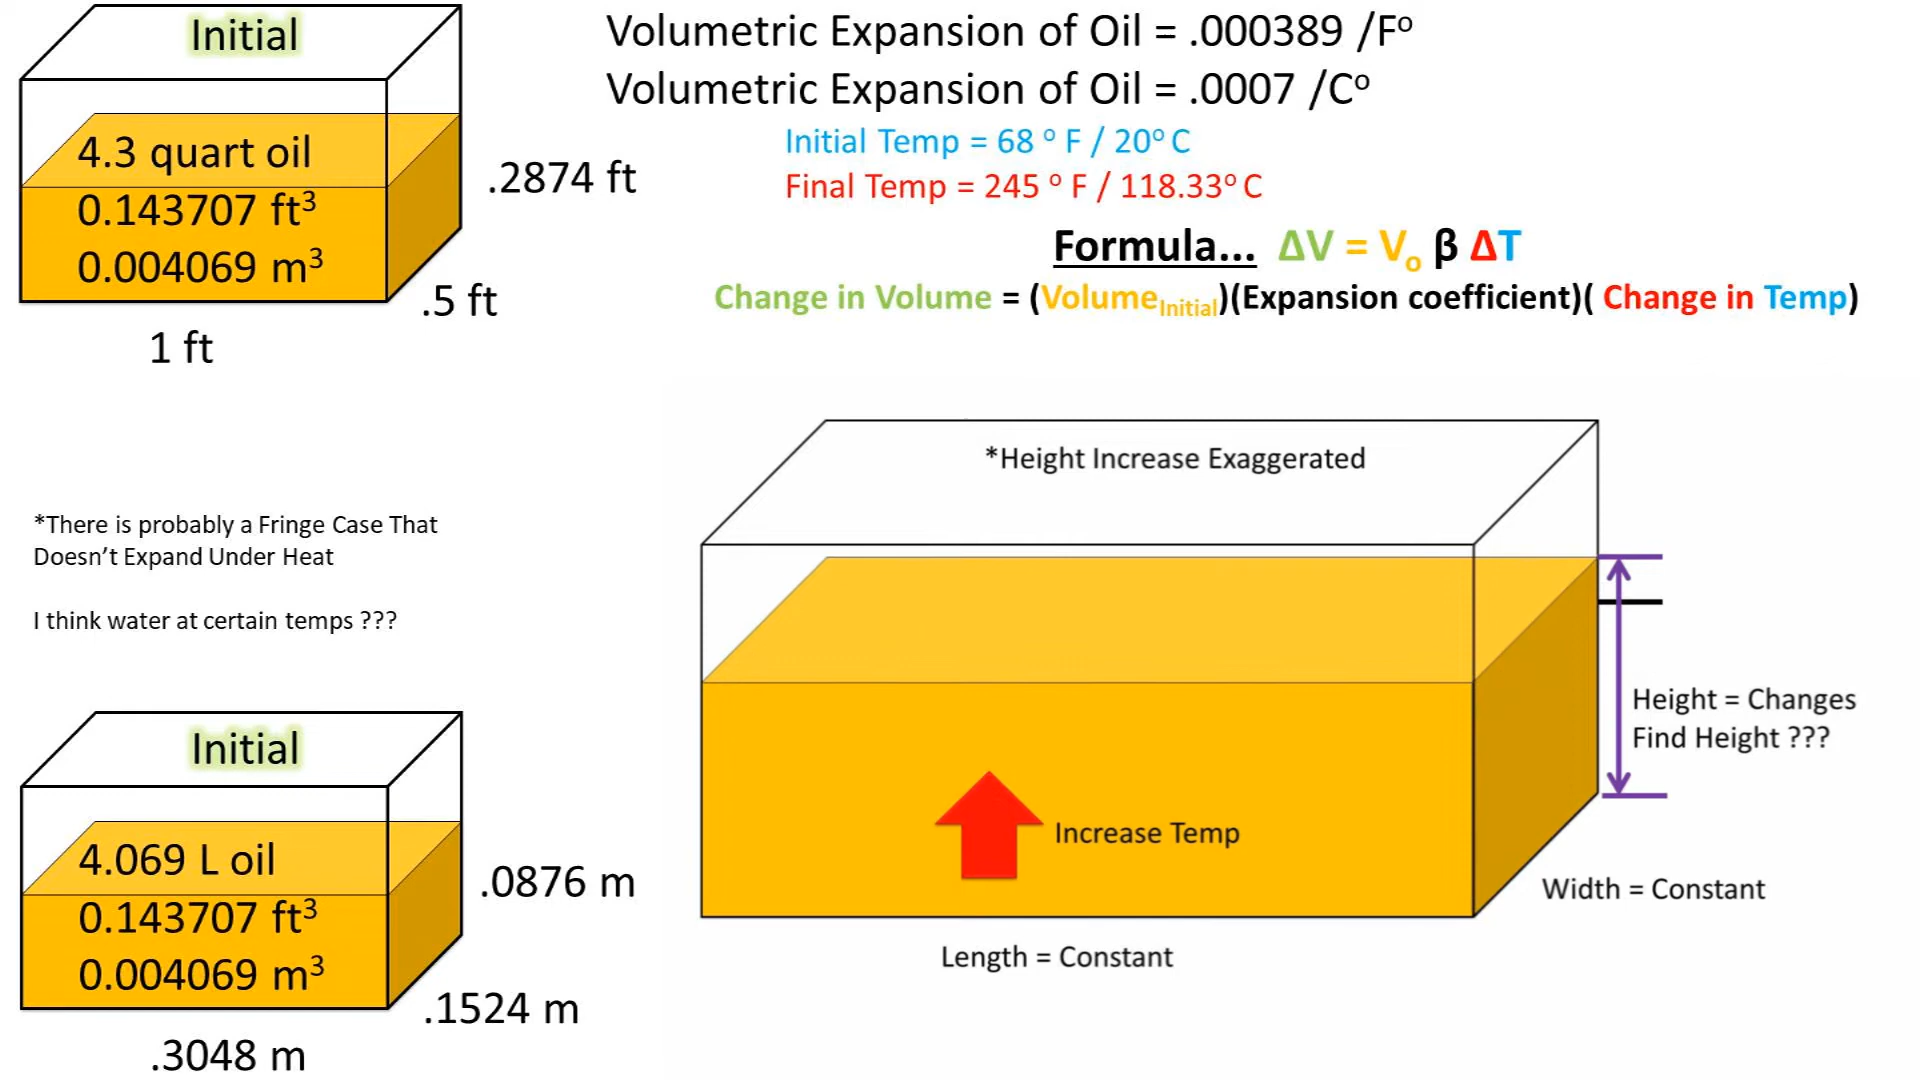 Initial
4.3 quart oil
0.143707 ft³
0.004069 m³
.2874 ft
.5 ft
1 ft
Volumetric Expansion of Oil = .000389 /Fᵒ
Volumetric Expansion of Oil = .0007 /Cᵒ
Initial Temp = 68 ᵒ F / 20ᵒ C
Final Temp = 245 ᵒ F / 118.33ᵒ C
Formula... ΔV = Vₒ β ΔT
Change in Volume = (VolumeInitial)(Expansion coefficient)( Change in Temp)
*There is probably a Fringe Case That
Doesn’t Expand Under Heat
I think water at certain temps ???
Initial
4.069 L oil
0.143707 ft³
0.004069 m³
.0876 m
.1524 m
.3048 m
*Height Increase Exaggerated
Height = Changes
Find Height ???
Increase Temp
Width = Constant
Length = Constant